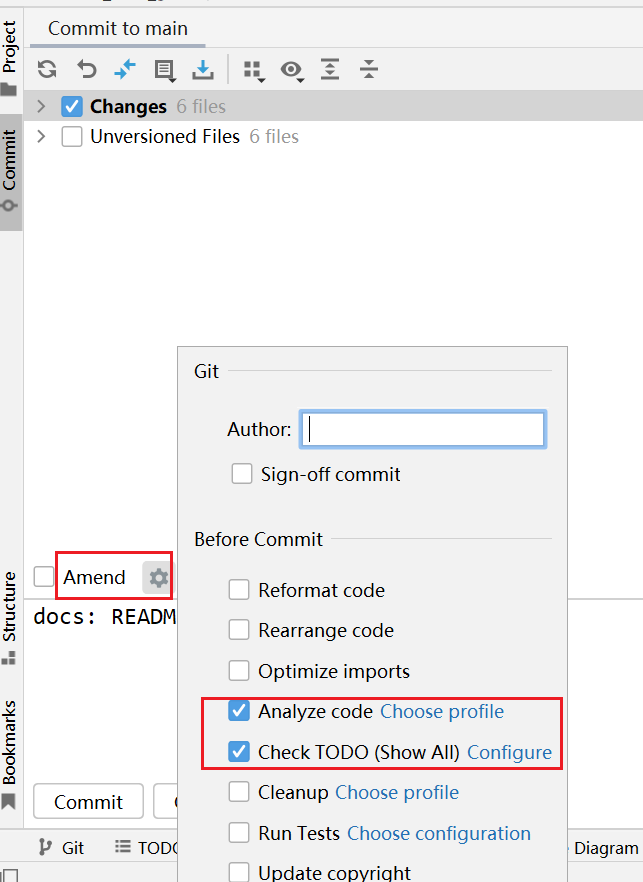 Project
Commit
Structure
Bookmarks
Commit to main
Changes 6 files
Unversioned Files 6 files
Git
Author:
Sign-off commit
Before Commit
Reformat code
Rearrange code
Optimize imports
Analyze code Choose profile
Check TODO (Show All) Configure
Cleanup Choose profile
Run Tests Choose configuration
Update copyright
Amend
docs: READM
Commit
Git
TODO
Diagram